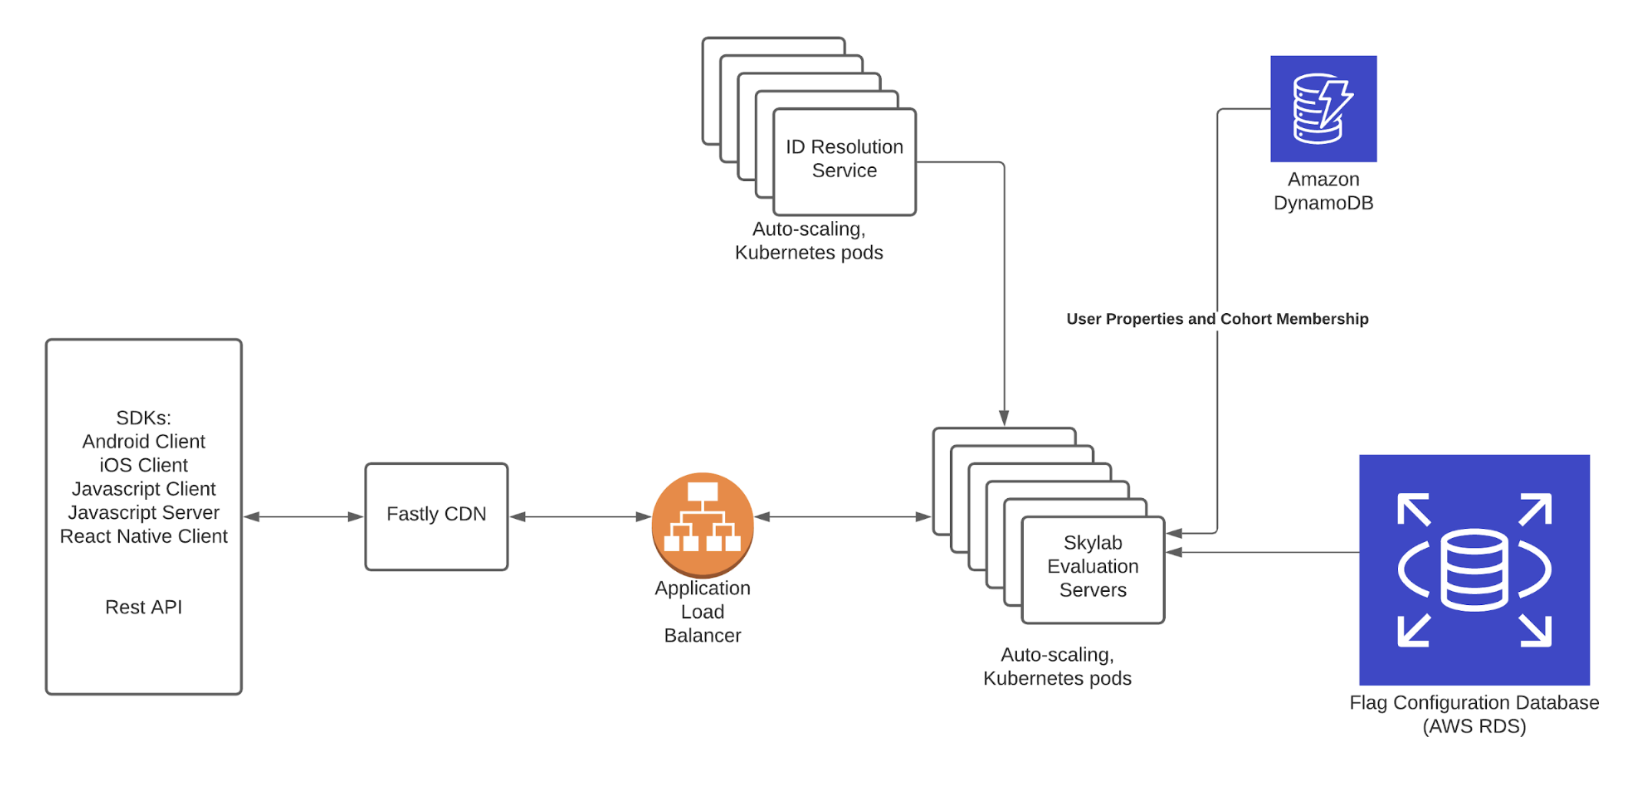 ID Resolution
Service
Auto-scaling,
Kubernetes pods
Amazon
DynamoDB
User Properties and Cohort Membership
SDKs:
Android Client
iOS Client
Javascript Client
Javascript Server
React Native Client
Rest API
Fastly CDN
Application
Load
Balancer
Skylab
Evaluation
Servers
Auto-scaling,
Kubernetes pods
Flag Configuration Database
(AWS RDS)